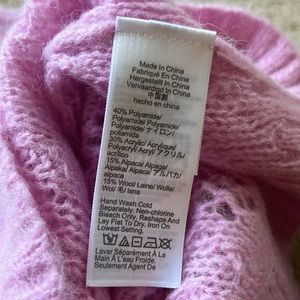 Made In China
Fabriqué En Chine
Hergestellt In China
Vervaardigd In China
中国製
hecho en china
40% Polyamide/
Polyamide/
Polyamid/
Polyamide/ナイロン/
poliamida
30% Acrylic/Acrylique/
Polyacryl/Acryl/アクリル/
acrílico
15% Alpaca/Alpaga/
Alpaka/Alpaca/アルパカ/
alpaca
15% Wool/Laine/Wolle/
Wol/毛/lana
Hand Wash Cold
Separately. Non-chlorine
Bleach Only. Reshape And
Lay Flat To Dry. Iron On
Lowest Setting.
Laver À La
Main À L'eau Froide.
Seulement Agent De